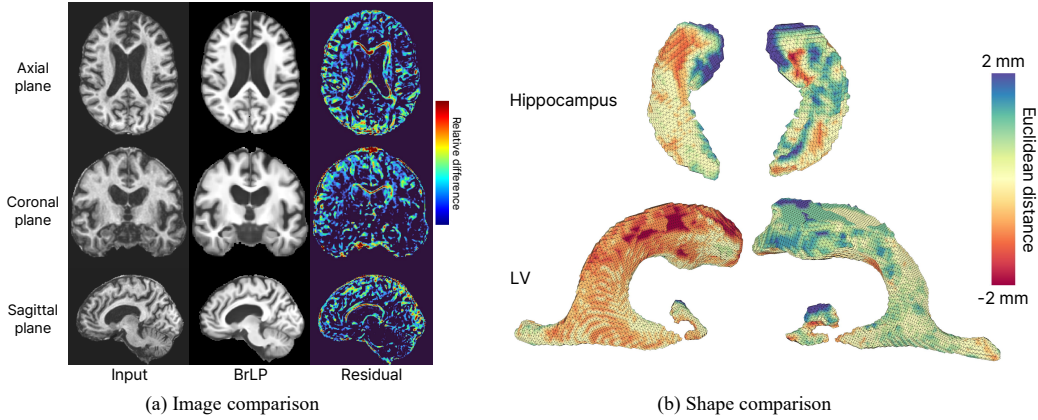 Axial
plane
Coronal
plane
Sagittal
plane
Input
BrLP
Residual
Relative difference
(a) Image comparison
Hippocampus
LV
2 mm
Euclidean distance
-2 mm
(b) Shape comparison